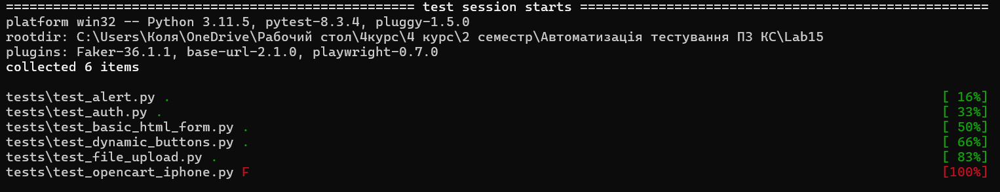 ==================================================== test session starts ====================================================
platform win32 -- Python 3.11.5, pytest-8.3.4, pluggy-1.5.0
rootdir: C:\Users\Коля\OneDrive\Рабочий стол\4курс\4 курс\2 семестр\Автоматизація тестування ПЗ КС\Lab15
plugins: Faker-36.1.1, base-url-2.1.0, playwright-0.7.0
collected 6 items

tests\test_alert.py . [ 16%]
tests\test_auth.py . [ 33%]
tests\test_basic_html_form.py . [ 50%]
tests\test_dynamic_buttons.py . [ 66%]
tests\test_file_upload.py . [ 83%]
tests\test_opencart_iphone.py F [100%]